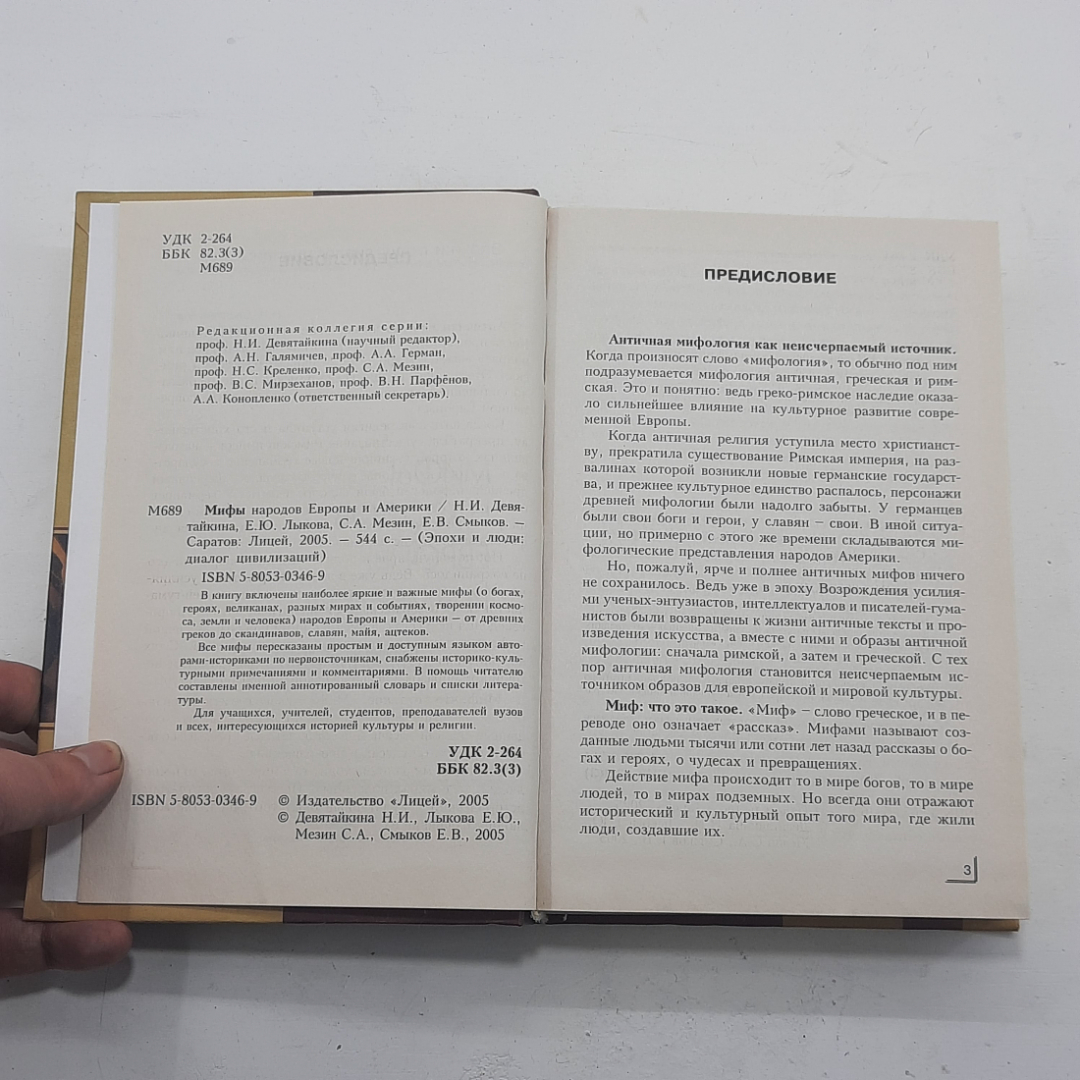 УДК 2-264
ББК 82.3(3)
М689
Редакционная коллегия серии:
проф. Н.И. Девятайкина (научный редактор),
проф. А.Н. Галямичев, проф. А.А. Герман,
проф. Н.С. Креленко, проф. С.А. Мезин,
проф. В.С. Мирзеханов, проф. В.Н. Парфёнов,
А.А. Конопленко (ответственный секретарь).
М689 Мифы народов Европы и Америки / Н.И. Девя-
тайкина, Е.Ю. Лыкова, С.А. Мезин, Е.В. Смыков. –
Саратов: Лицей, 2005. – 544 с. – (Эпохи и люди:
диалог цивилизаций)
ISBN 5-8053-0346-9
В книгу включены наиболее яркие и важные мифы (о богах,
героях, великанах, разных мирах и событиях, творении космо-
са, земли и человека) народов Европы и Америки – от древних
греков до скандинавов, славян, майя, ацтеков.
Все мифы пересказаны простым и доступным языком авто-
рами-историками по первоисточникам, снабжены историко-куль-
турными примечаниями и комментариями. В помощь читателю
составлены именной аннотированный словарь и списки литера-
туры.
Для учащихся, учителей, студентов, преподавателей вузов
и всех, интересующихся историей культуры и религии.
УДК 2-264
ББК 82.3(3)
ISBN 5-8053-0346-9 © Издательство «Лицей», 2005
© Девятайкина Н.И., Лыкова Е.Ю.,
Мезин С.А., Смыков Е.В., 2005
ПРЕДИСЛОВИЕ
Античная мифология как неисчерпаемый источник.
Когда произносят слово «мифология», то обычно под ним
подразумевается мифология античная, греческая и рим-
ская. Это и понятно: ведь греко-римское наследие оказа-
ло сильнейшее влияние на культурное развитие совре-
менной Европы.
Когда античная религия уступила место христианст-
ву, прекратила существование Римская империя, на раз-
валинах которой возникли новые германские государст-
ва, и прежнее культурное единство распалось, персонажи
древней мифологии были надолго забыты. У германцев
были свои боги и герои, у славян – свои. В иной ситуа-
ции, но примерно с этого же времени складываются ми-
фологические представления народов Америки.
Но, пожалуй, ярче и полнее античных мифов ничего
не сохранилось. Ведь уже в эпоху Возрождения усилия-
ми ученых-энтузиастов, интеллектуалов и писателей-гума-
нистов были возвращены к жизни античные тексты и про-
изведения искусства, а вместе с ними и образы античной
мифологии: сначала римской, а затем и греческой. С тех
пор античная мифология становится неисчерпаемым ис-
точником образов для европейской и мировой культуры.
Миф: что это такое. «Миф» – слово греческое, и в пе-
реводе оно означает «рассказ». Мифами называют соз-
данные людьми тысячи или сотни лет назад рассказы о бо-
гах и героях, о чудесах и превращениях.
Действие мифа происходит то в мире богов, то в мире
людей, то в мирах подземных. Но всегда они отражают
исторический и культурный опыт того мира, где жили
люди, создавшие их.
3